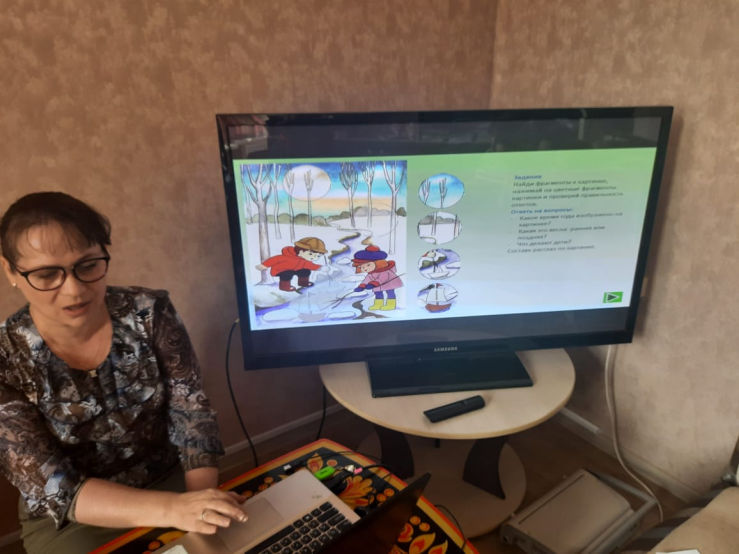 Задание
Найди фрагменты к картинке,
нажимай на цветные фрагменты
картинки и проверяй правильность
ответов.
Ответь на вопросы:
Какое время года изображено на
картинке?
Какая это весна: ранняя или
поздняя?
Что делают дети?
Составь рассказ по картинке.
SAMSUNG